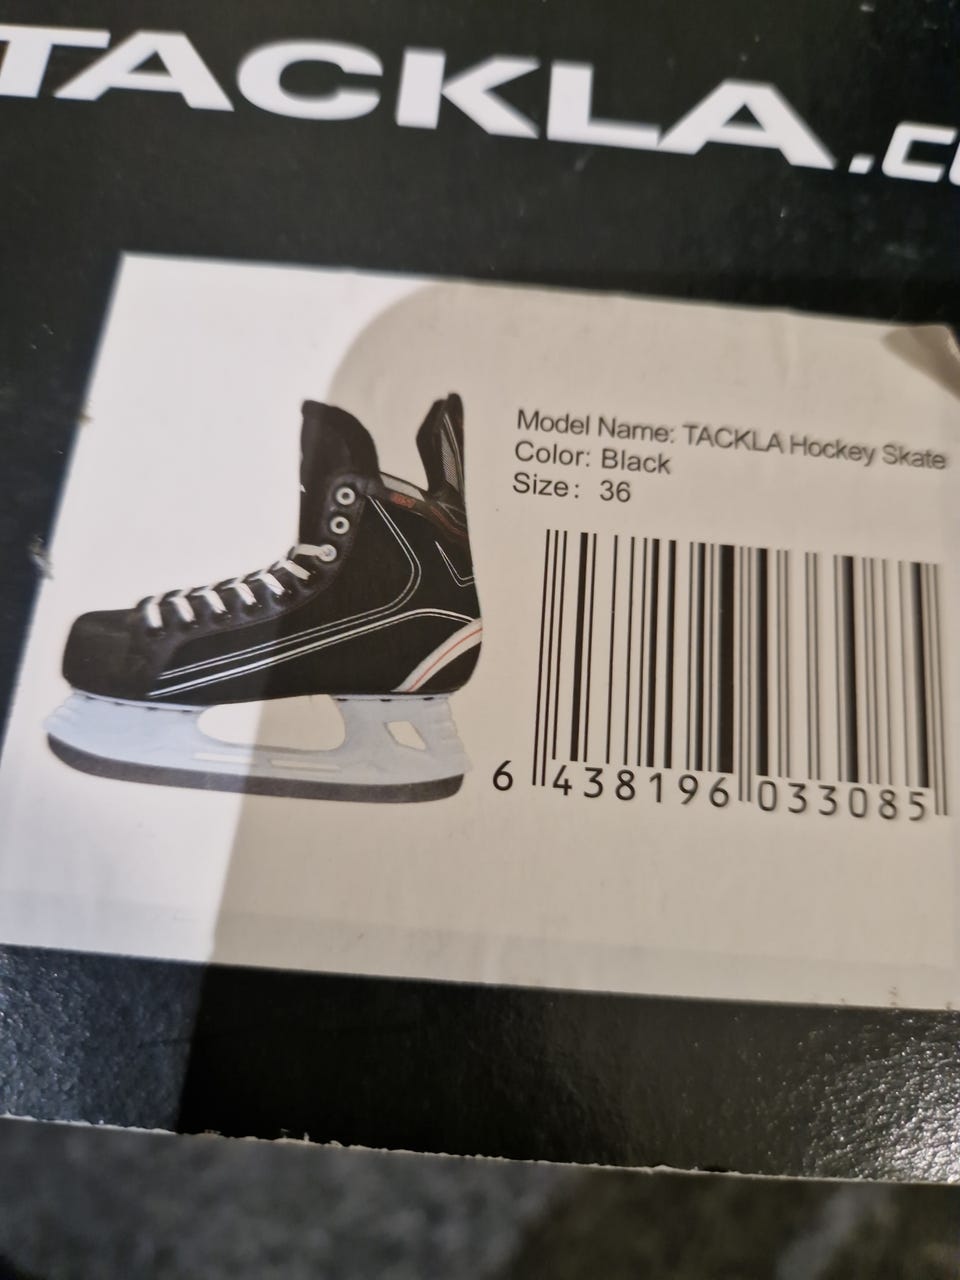 TACKLA.c
Model Name: TACKLA Hockey Skate
Color: Black
Size: 36
6 438196 033085